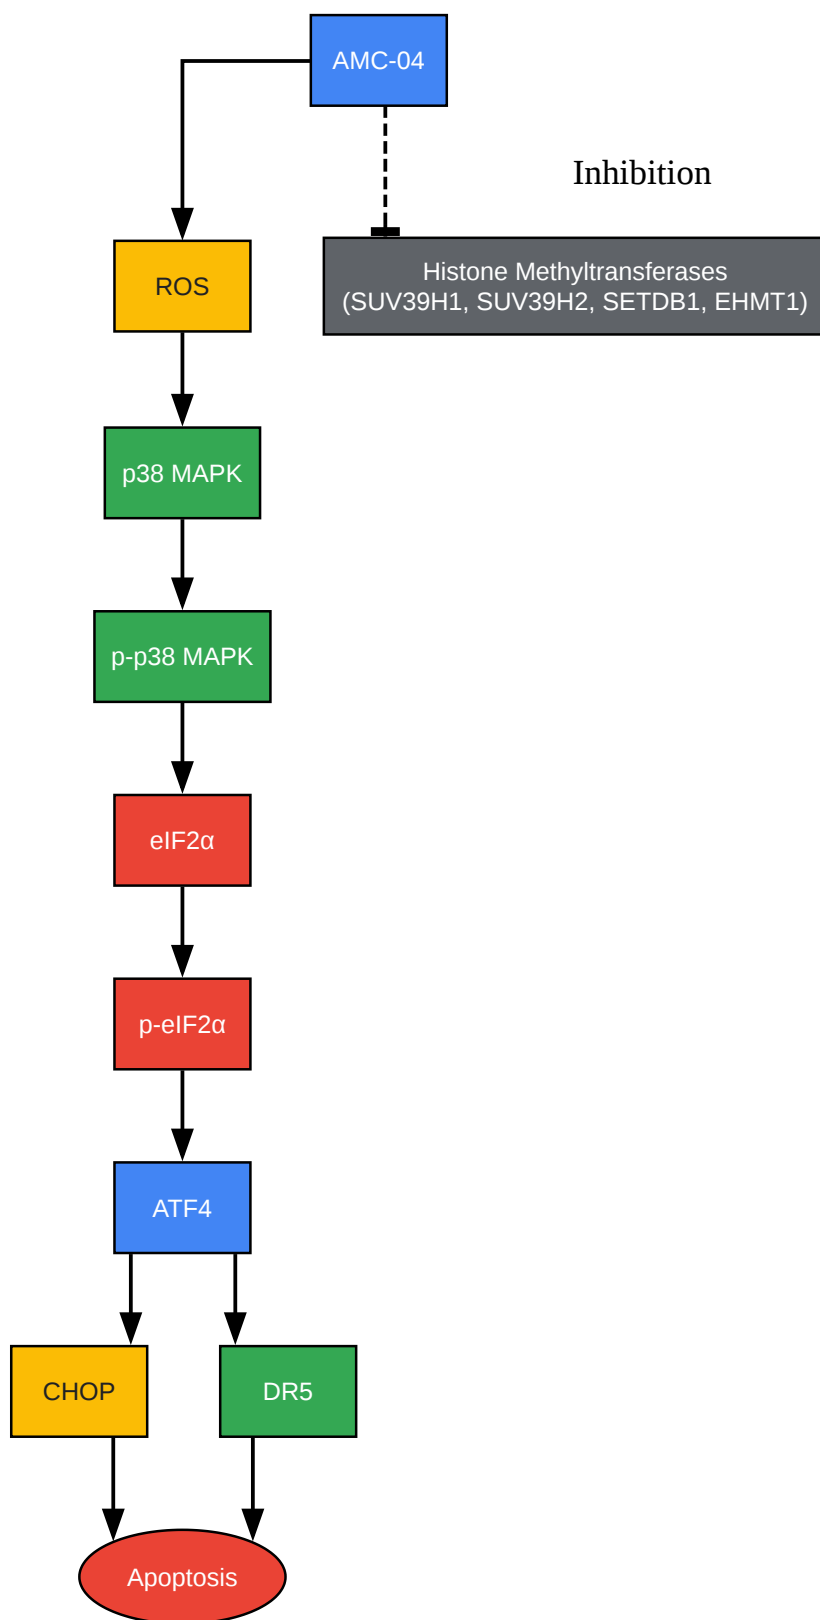 AMC-04
Inhibition
Histone Methyltransferases
(SUV39H1, SUV39H2, SETDB1, EHMT1)
ROS
p38 MAPK
p-p38 MAPK
eIF2α
p-eIF2α
ATF4
CHOP
DR5
Apoptosis